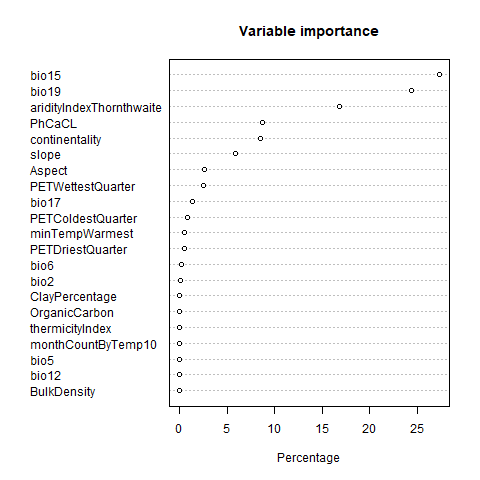 Variable importance
bio15
bio19
aridityIndexThornthwaite
PhCaCL
continentality
slope
Aspect
PETWettestQuarter
bio17
PETColdestQuarter
minTempWarmest
PETDriestQuarter
bio6
bio2
ClayPercentage
OrganicCarbon
thermicityIndex
monthCountByTemp10
bio5
bio12
BulkDensity
0 5 10 15 20 25
Percentage